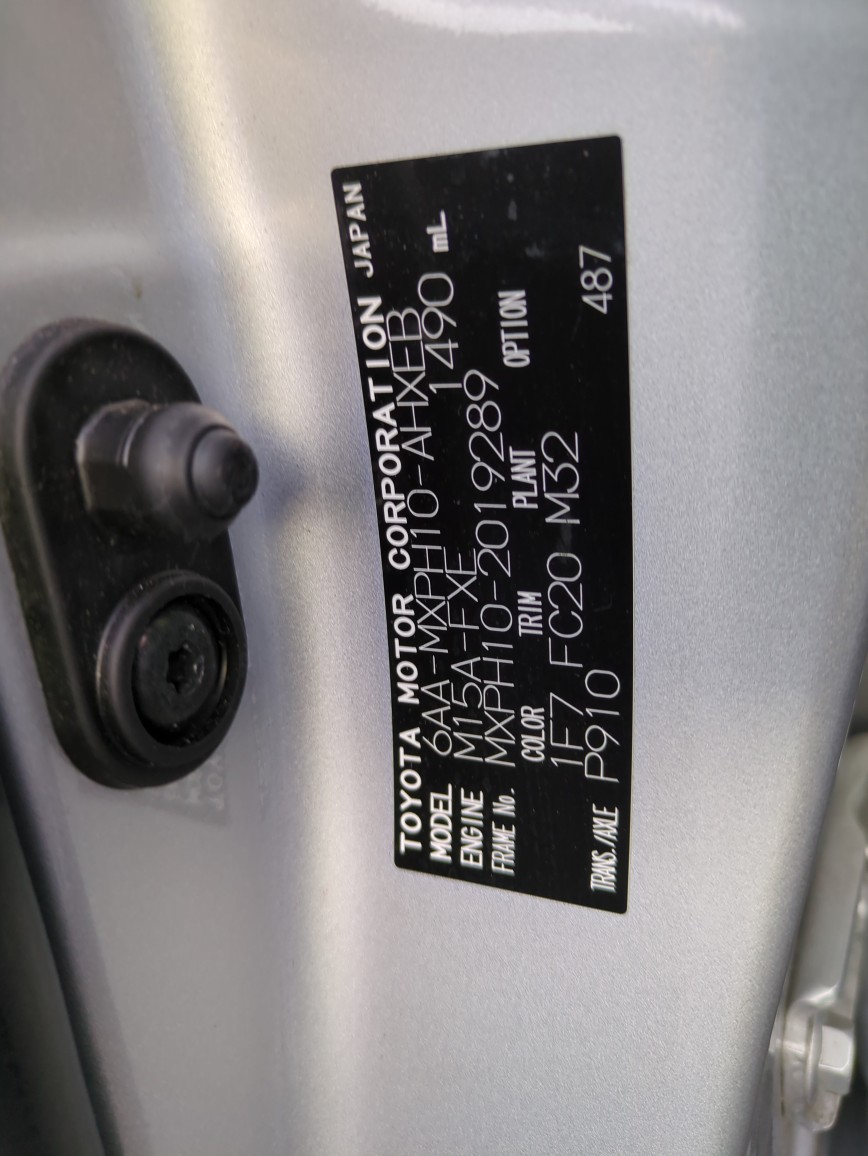 TOYOTA MOTOR CORPORATION JAPAN
MODEL 6AA-MXPH10-AHXEB
ENGINE M15A-FXE 1490 mL
FRAME No. MXPH10-2019289
COLOR TRIM PLANT OPTION
1F7 FC20 M32
TRANS./AXLE P910 487